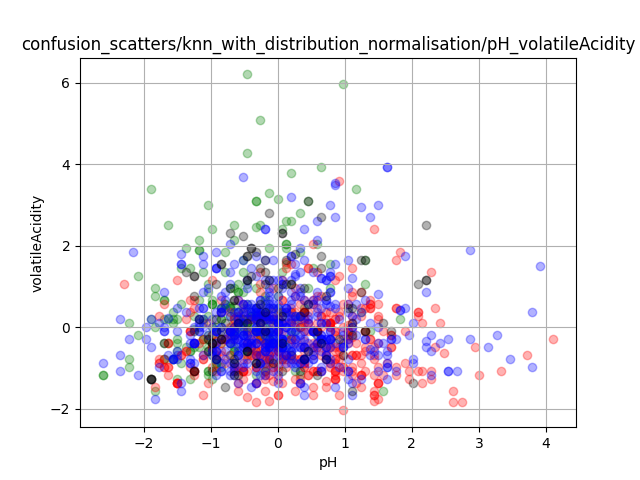 confusion_scatters/knn_with_distribution_normalisation/pH_volatileAcidity
6
4
2
0
−2
volatileAcidity
−2 −1 0 1 2 3 4
pH